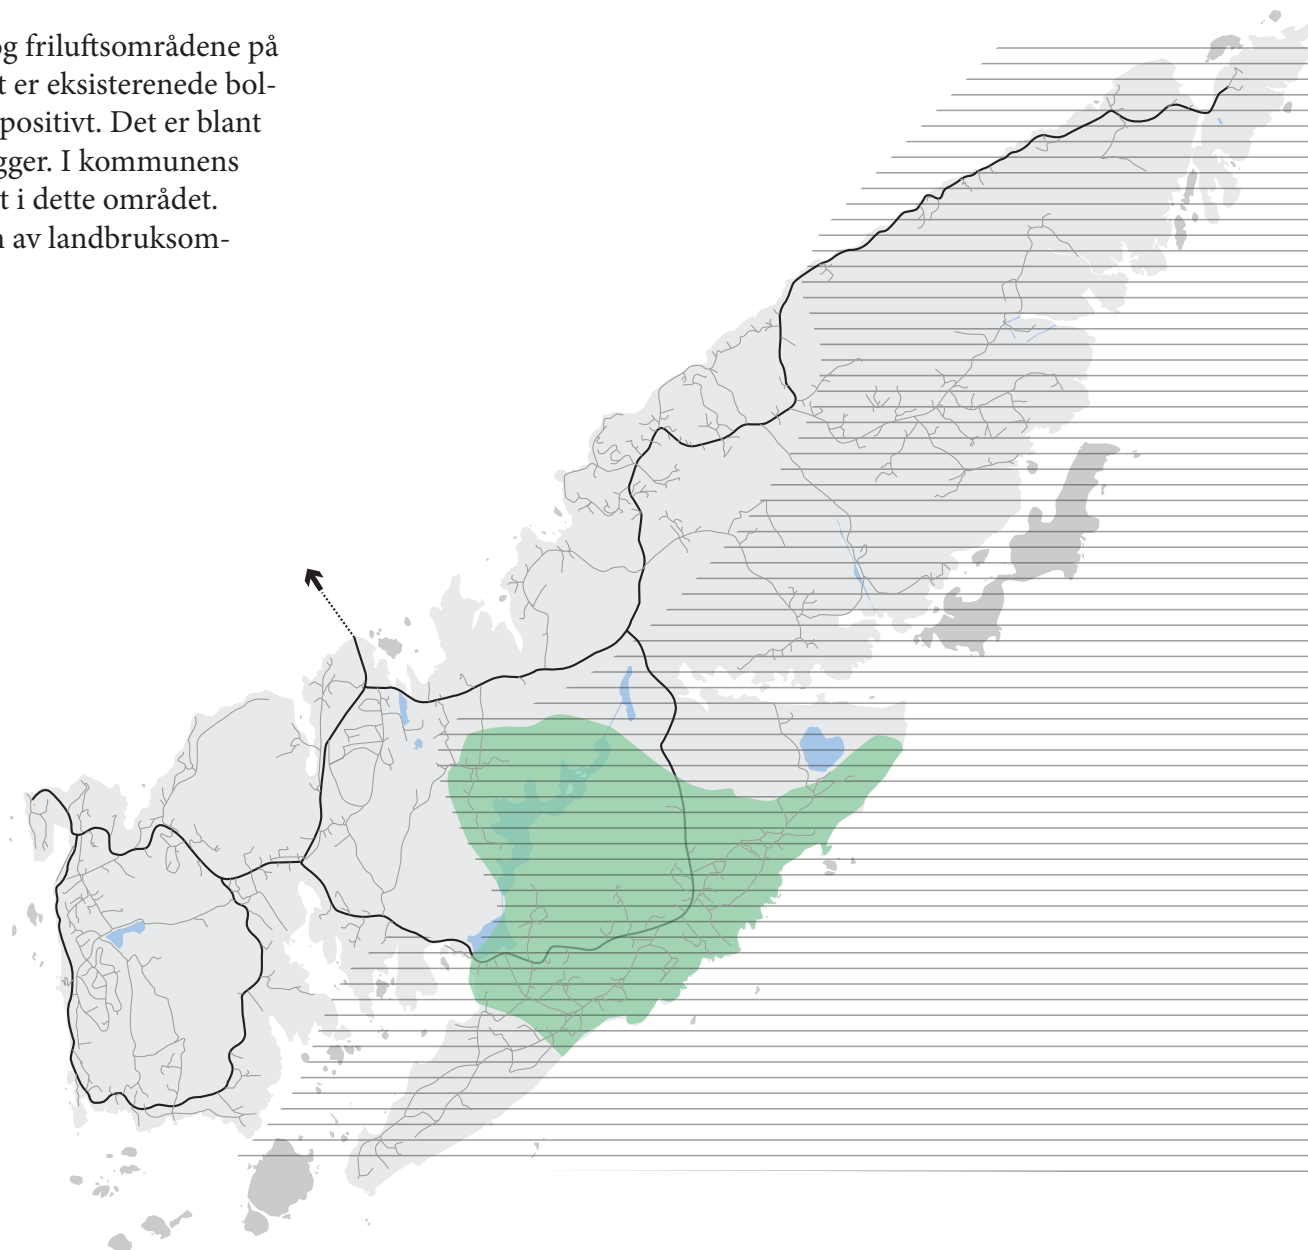 og friluftsområdene på
t er eksisterenede bol-
positivt. Det er blant
gger. I kommunens
t i dette området.
av landbruksom-